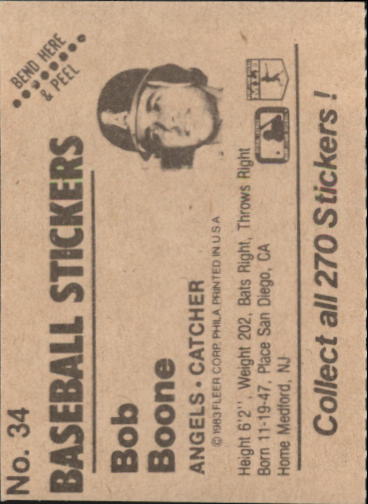 No. 34
BEND HERE
& PEEL
BASEBALL STICKERS
Bob
Boone
ANGELS • CATCHER
© 1983 FLEER CORP. PHILA. PRINTED IN U S A
Height 6'2", Weight 202, Bats Right, Throws Right
Born 11-19-47, Place San Diego, CA
Home Medford, NJ
A
Collect all 270 Stickers !